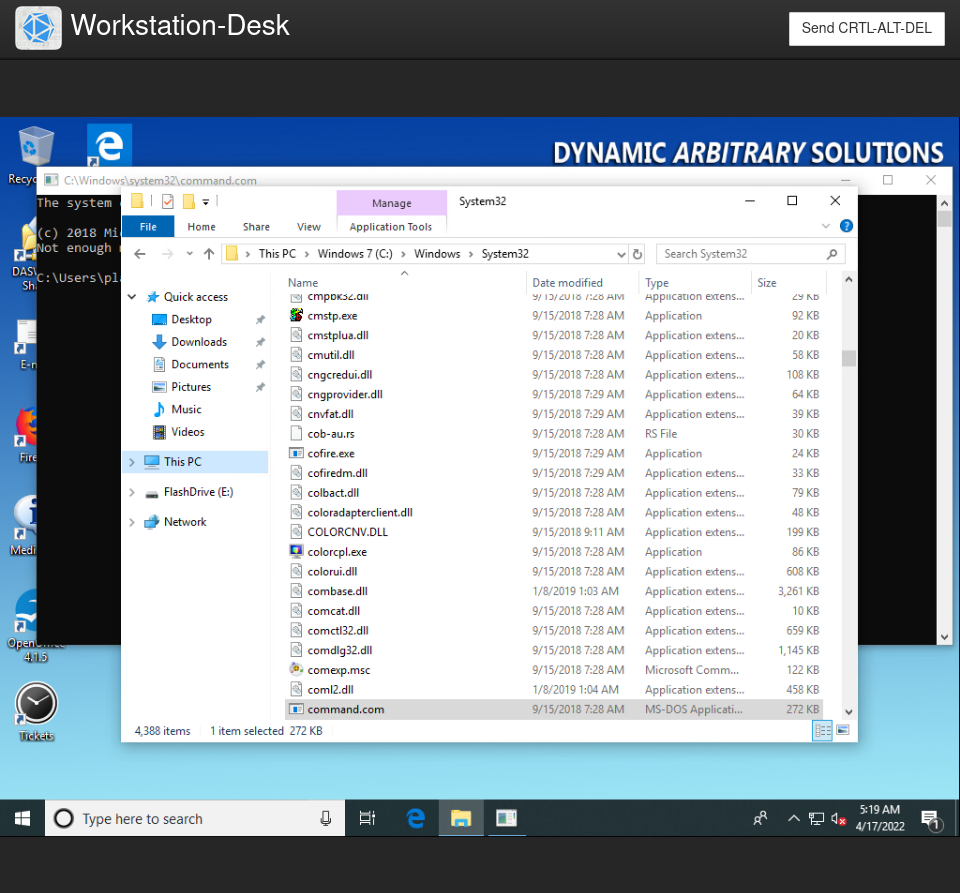 Workstation-Desk
Send CRTL-ALT-DEL
DYNAMIC ARBITRARY SOLUTIONS
C:\Windows\system32\command.com
The system
(c) 2018
Not enough
C:\Users\
Manage
System32
File
Home
Share
View
Application Tools
This PC
Windows 7 (C:)
Windows
System32
Search System32
Name
Date modified
Type
Size
cmpbk32.dll 9/15/2018 7:28 AM Application extens... 29 KB
cmstp.exe 9/15/2018 7:28 AM Application 92 KB
cmstplua.dll 9/15/2018 7:28 AM Application extens... 20 KB
cmutil.dll 9/15/2018 7:28 AM Application extens... 58 KB
cngcredui.dll 9/15/2018 7:28 AM Application extens... 108 KB
cngprovider.dll 9/15/2018 7:29 AM Application extens... 64 KB
cnvfat.dll 9/15/2018 7:29 AM Application extens... 39 KB
cob-au.rs 9/15/2018 7:28 AM RS File 30 KB
cofire.exe 9/15/2018 7:29 AM Application 24 KB
cofiredm.dll 9/15/2018 7:29 AM Application extens... 33 KB
colbact.dll 9/15/2018 7:28 AM Application extens... 79 KB
coloradapterclient.dll 9/15/2018 7:28 AM Application extens... 48 KB
COLORCNV.DLL 9/15/2018 9:11 AM Application extens... 199 KB
colorcpl.exe 9/15/2018 7:28 AM Application 86 KB
colorui.dll 9/15/2018 7:28 AM Application extens... 608 KB
combase.dll 1/8/2019 1:03 AM Application extens... 3,261 KB
comcat.dll 9/15/2018 7:28 AM Application extens... 10 KB
comctl32.dll 9/15/2018 7:28 AM Application extens... 659 KB
comdlg32.dll 9/15/2018 7:28 AM Application extens... 1,145 KB
comexp.msc 9/15/2018 7:28 AM Microsoft Comm... 122 KB
coml2.dll 1/8/2019 1:04 AM Application extens... 458 KB
command.com 9/15/2018 7:28 AM MS-DOS Applicati... 272 KB
Quick access
Desktop
Downloads
Documents
Pictures
Music
Videos
This PC
FlashDrive (E:)
Network
4,388 items
1 item selected 272 KB
4.1.5
Tickets
Type here to search
5:19 AM
4/17/2022
1